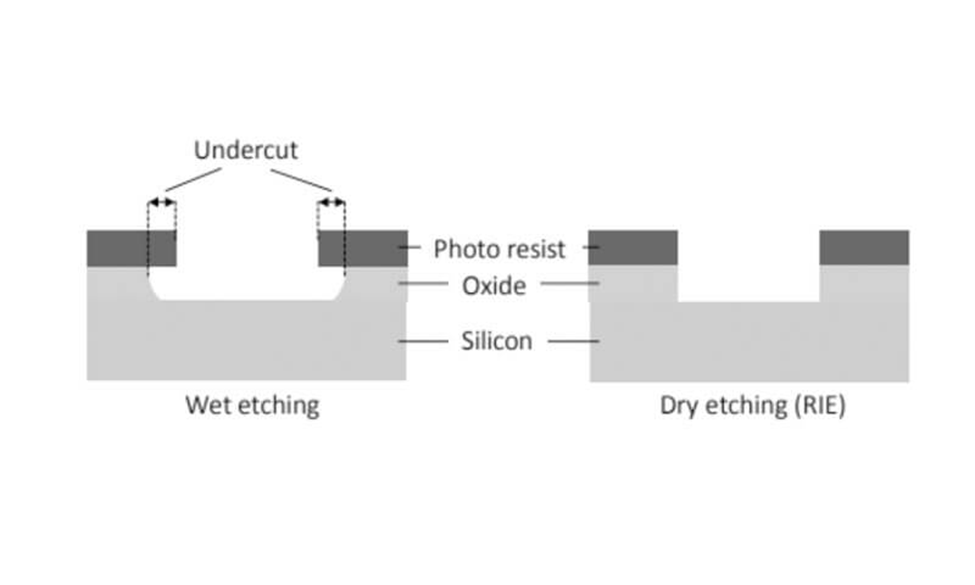 Undercut
Photo resist
Oxide
Silicon
Wet etching
Dry etching (RIE)